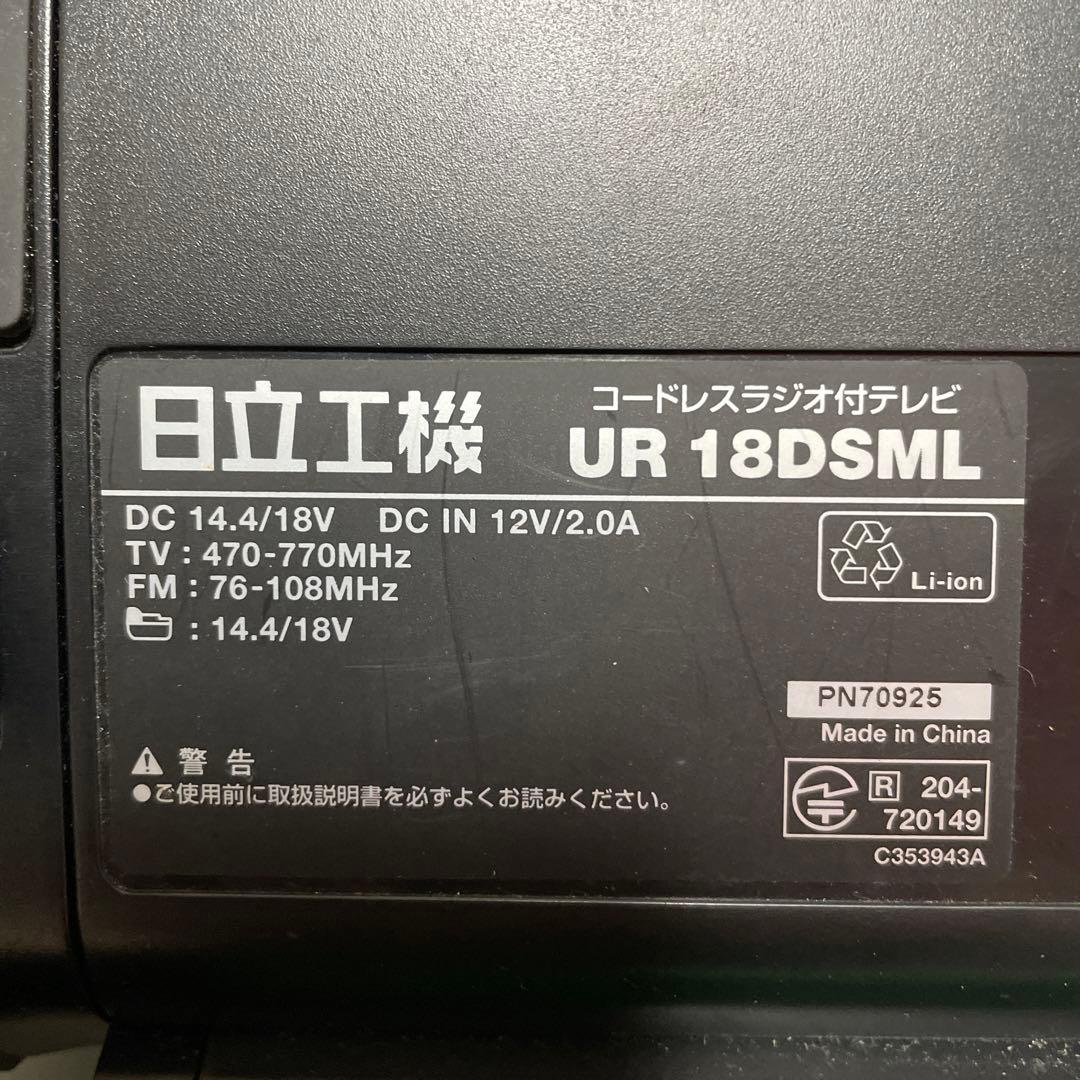 日立工機
コードレスラジオ付テレビ
UR 18DSML
DC 14.4/18V DC IN 12V/2.0A
TV : 470-770MHz
FM : 76-108MHz
: 14.4/18V
Li-ion
PN70925
Made in China
警告
●ご使用前に取扱説明書を必ずよくお読みください。
R 204-
720149
C353943A